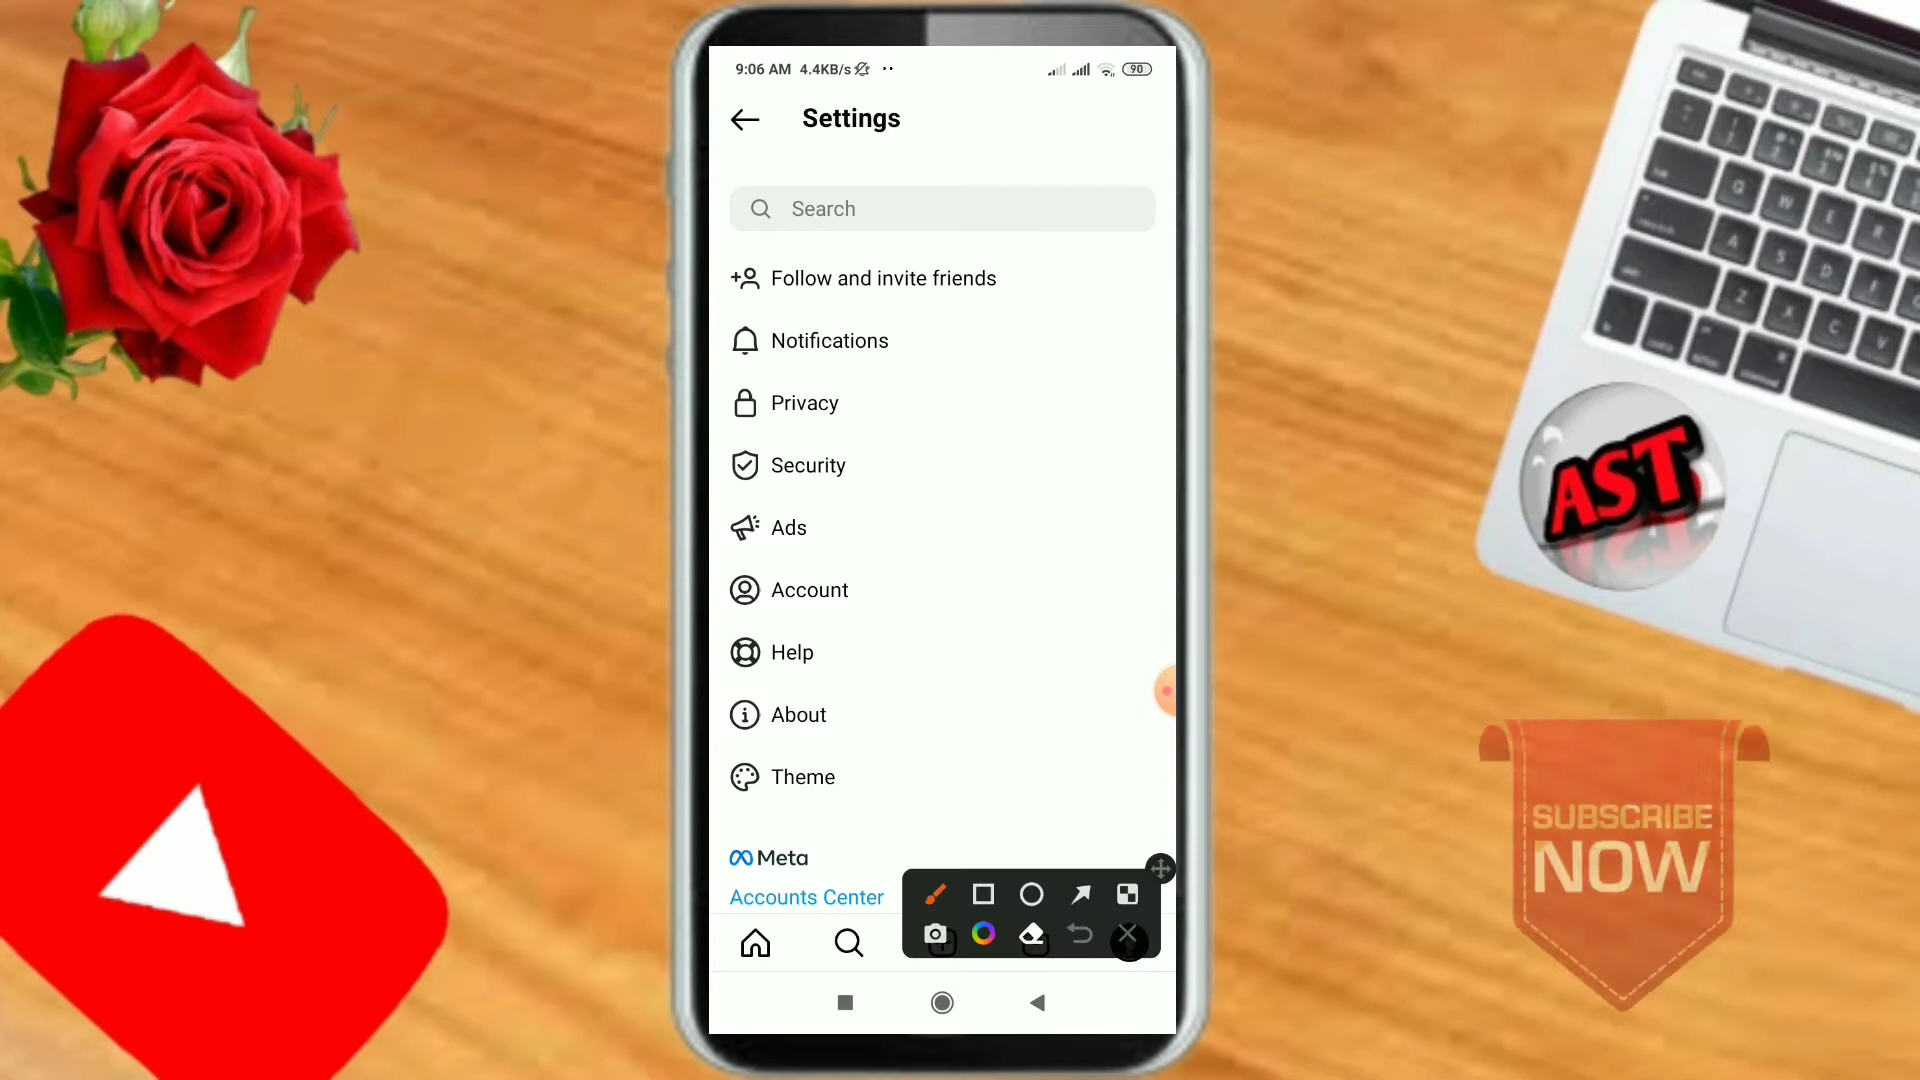 9:06 AM 4.4KB/s
90
Settings
Search
Follow and invite friends
Notifications
Privacy
Security
Ads
Account
Help
About
Theme
Meta
Accounts Center
Q W E R
A S D F
Z X C V
AST
SUBSCRIBE
NOW